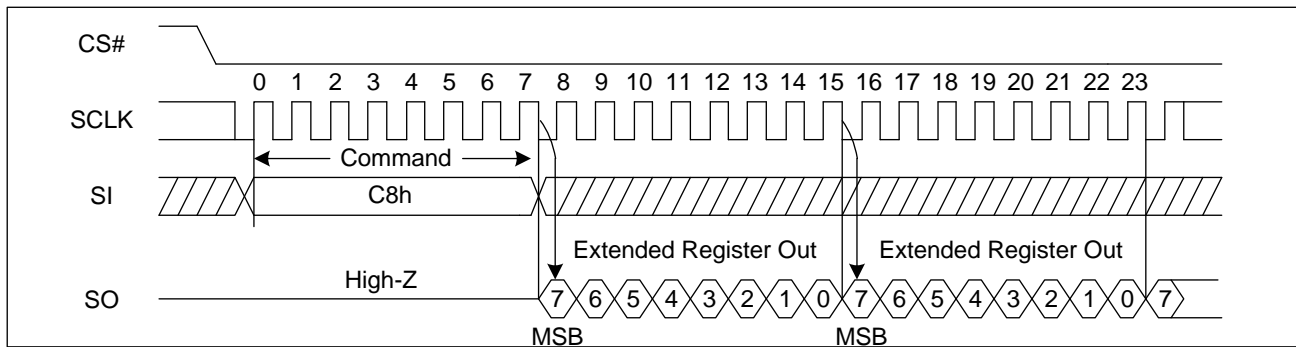 CS#
0 1 2 3 4 5 6 7 8 9 10 11 12 13 14 15 16 17 18 19 20 21 22 23
SCLK
Command
SI
C8h
Extended Register Out Extended Register Out
High-Z
SO
7 6 5 4 3 2 1 0 7 6 5 4 3 2 1 0 7
MSB MSB